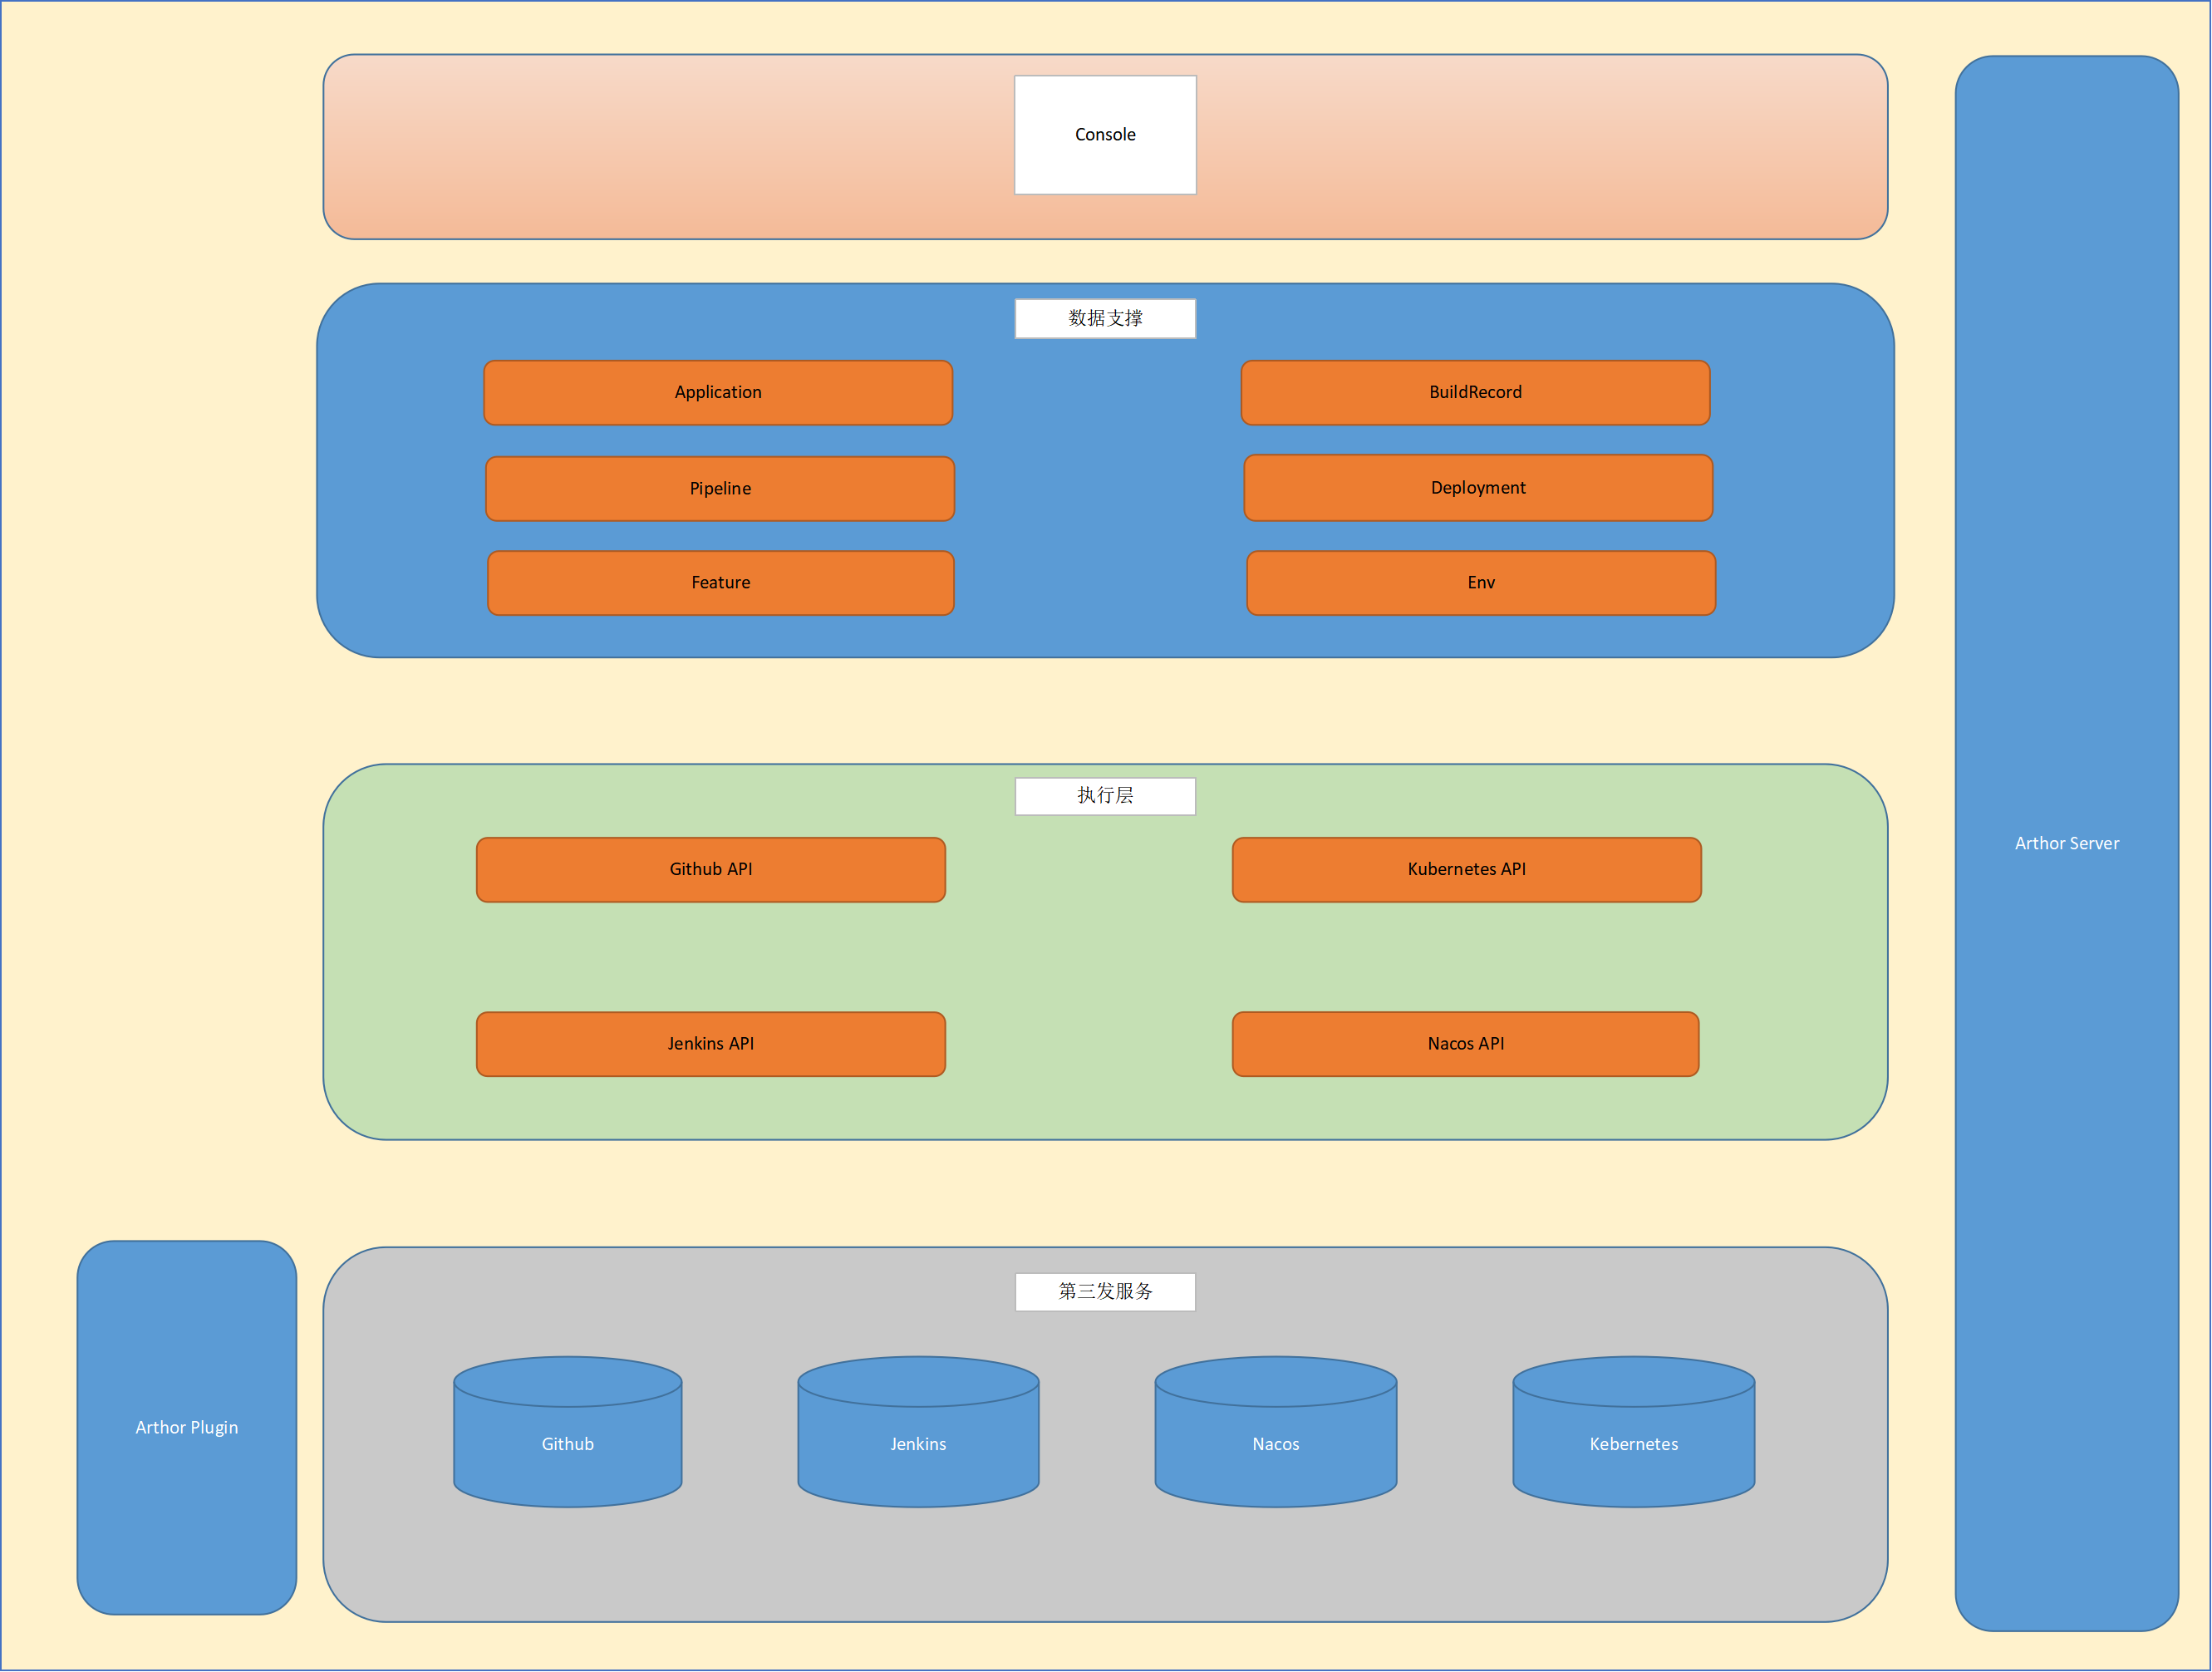 Console
数据支撑
Application
BuildRecord
Pipeline
Deployment
Feature
Env
执行层
Github API
Kubernetes API
Jenkins API
Nacos API
Arthor Server
第三发服务
Github
Jenkins
Nacos
Kebernetes
Arthor Plugin